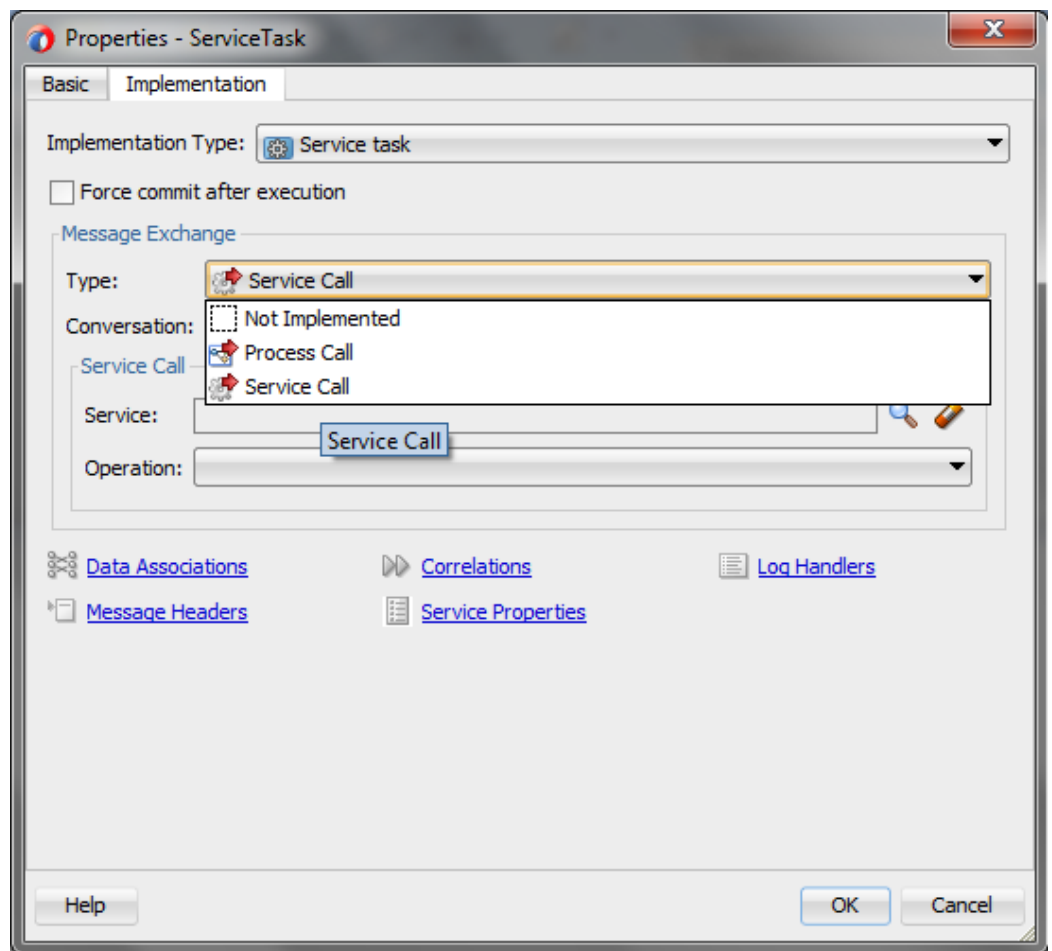 Properties - ServiceTask
x
Basic Implementation
Implementation Type: Service task
Force commit after execution
Message Exchange
Type: Service Call
Not Implemented
Conversation:
Process Call
Service Call
Service Call
Service:
Service Call
Operation:
Data Associations Correlations Log Handlers
Message Headers Service Properties
Help OK Cancel